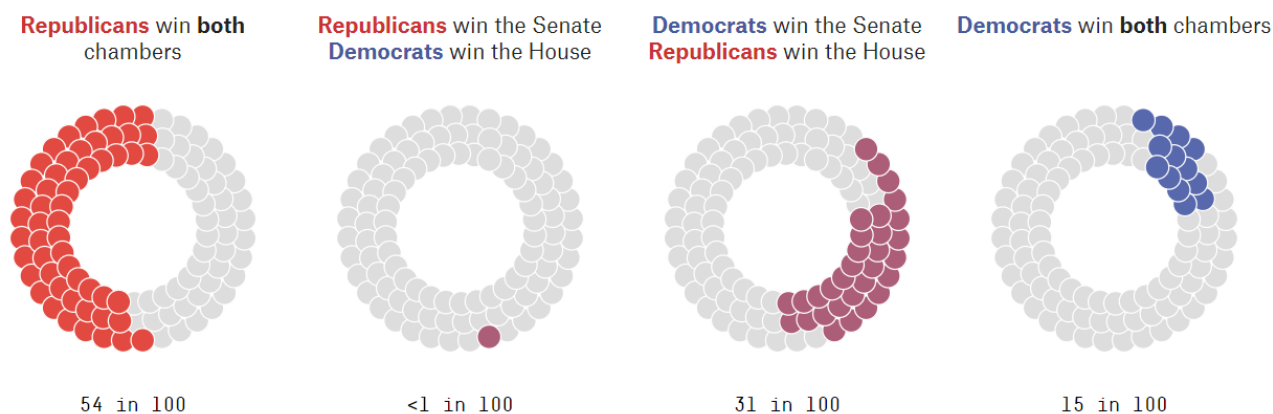 Republicans win both
chambers
Republicans win the Senate
Democrats win the House
Democrats win the Senate
Republicans win the House
Democrats win both chambers
54 in 100
<1 in 100
31 in 100
15 in 100